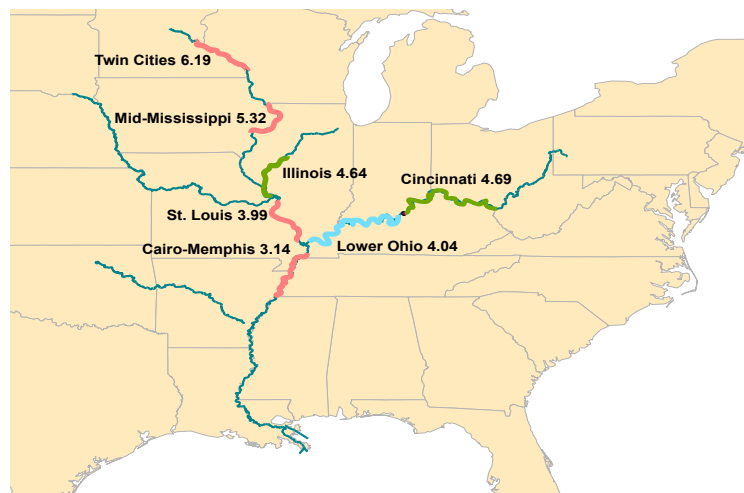 Twin Cities 6.19
Mid-Mississippi 5.32
Illinois 4.64
Cincinnati 4.69
St. Louis 3.99
Cairo-Memphis 3.14
Lower Ohio 4.04